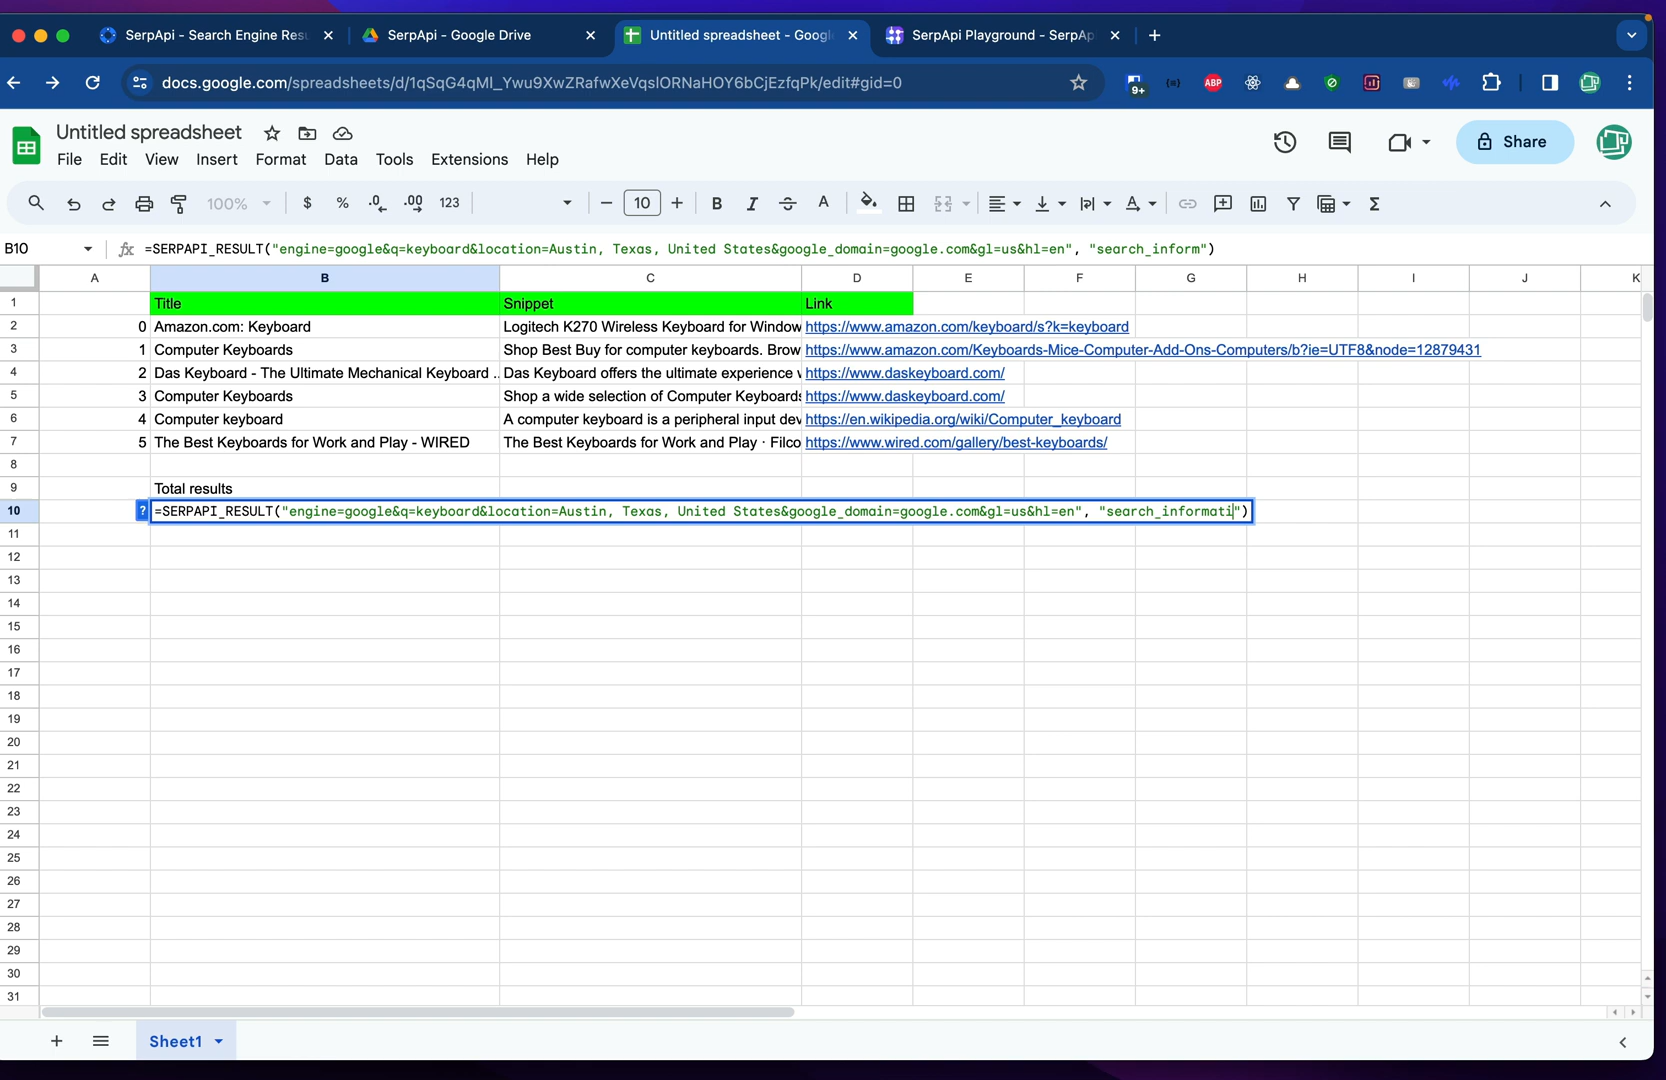 SerpApi - Search Engine Resu
SerpApi - Google Drive
Untitled spreadsheet - Googl
SerpApi Playground - SerpAp
docs.google.com/spreadsheets/d/1qSqG4qMl_Ywu9XwZRafwXeVqslORNaHOY6bCjEzfqPk/edit#gid=0
9+
ABP
Untitled spreadsheet
File Edit View Insert Format Data Tools Extensions Help
Share
100% $ % .0 .00 123 10 B I S A A Σ
B10 fx =SERPAPI_RESULT("engine=google&q=keyboard&location=Austin, Texas, United States&google_domain=google.com&gl=us&hl=en", "search_inform")
A B C D E F G H I J K
1 Title Snippet Link
2 0 Amazon.com: Keyboard Logitech K270 Wireless Keyboard for Window https://www.amazon.com/keyboard/s?k=keyboard
3 1 Computer Keyboards Shop Best Buy for computer keyboards. Brow https://www.amazon.com/Keyboards-Mice-Computer-Add-Ons-Computers/b?ie=UTF8&node=12879431
4 2 Das Keyboard - The Ultimate Mechanical Keyboard ... Das Keyboard offers the ultimate experience w https://www.daskeyboard.com/
5 3 Computer Keyboards Shop a wide selection of Computer Keyboards https://www.daskeyboard.com/
6 4 Computer keyboard A computer keyboard is a peripheral input dev https://en.wikipedia.org/wiki/Computer_keyboard
7 5 The Best Keyboards for Work and Play - WIRED The Best Keyboards for Work and Play · Filco https://www.wired.com/gallery/best-keyboards/
8
9 Total results
10 ? =SERPAPI_RESULT("engine=google&q=keyboard&location=Austin, Texas, United States&google_domain=google.com&gl=us&hl=en", "search_informati")
11
12
13
14
15
16
17
18
19
20
21
22
23
24
25
26
27
28
29
30
31
Sheet1